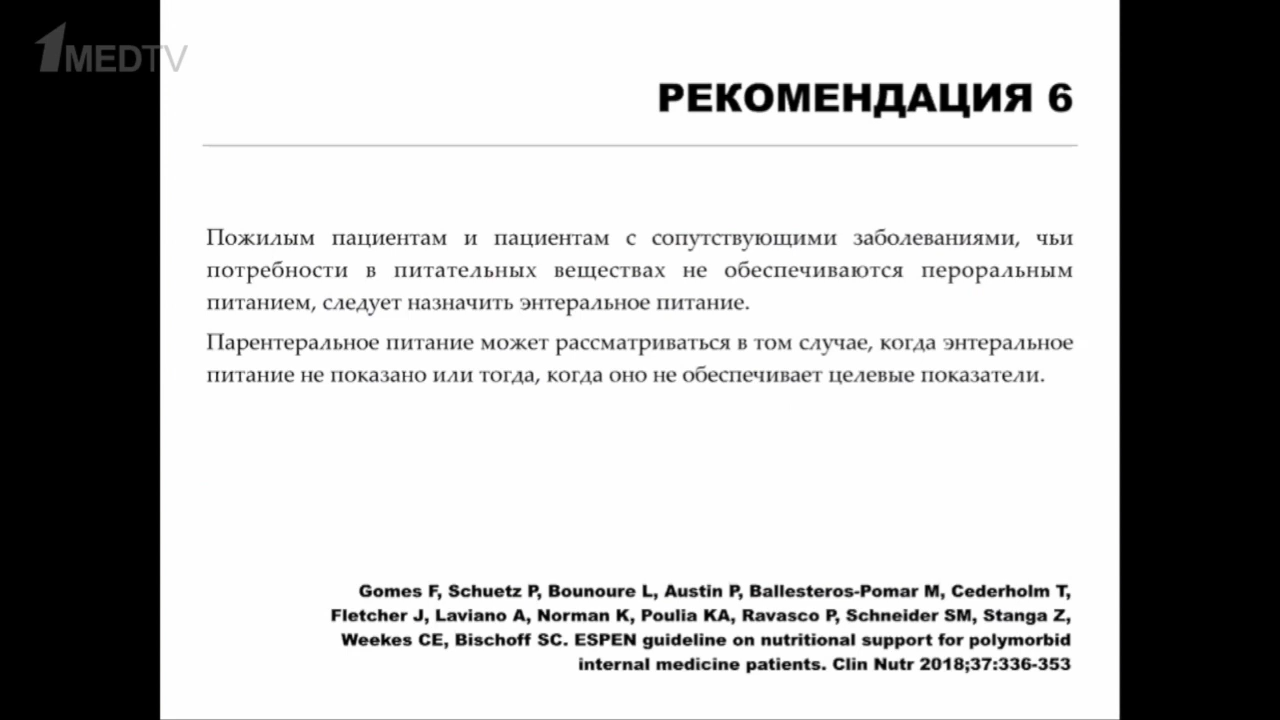 1MEDTV
РЕКОМЕНДАЦИЯ 6
Пожилым пациентам и пациентам с сопутствующими заболеваниями, чьи
потребности в питательных веществах не обеспечиваются пероральным
питанием, следует назначить энтеральное питание.
Парентеральное питание может рассматриваться в том случае, когда энтеральное
питание не показано или тогда, когда оно не обеспечивает целевые показатели.
Gomes F, Schuetz P, Bounoure L, Austin P, Ballesteros-Pomar M, Cederholm T,
Fletcher J, Laviano A, Norman K, Poulia KA, Ravasco P, Schneider SM, Stanga Z,
Weekes CE, Bischoff SC. ESPEN guideline on nutritional support for polymorbid
internal medicine patients. Clin Nutr 2018;37:336-353